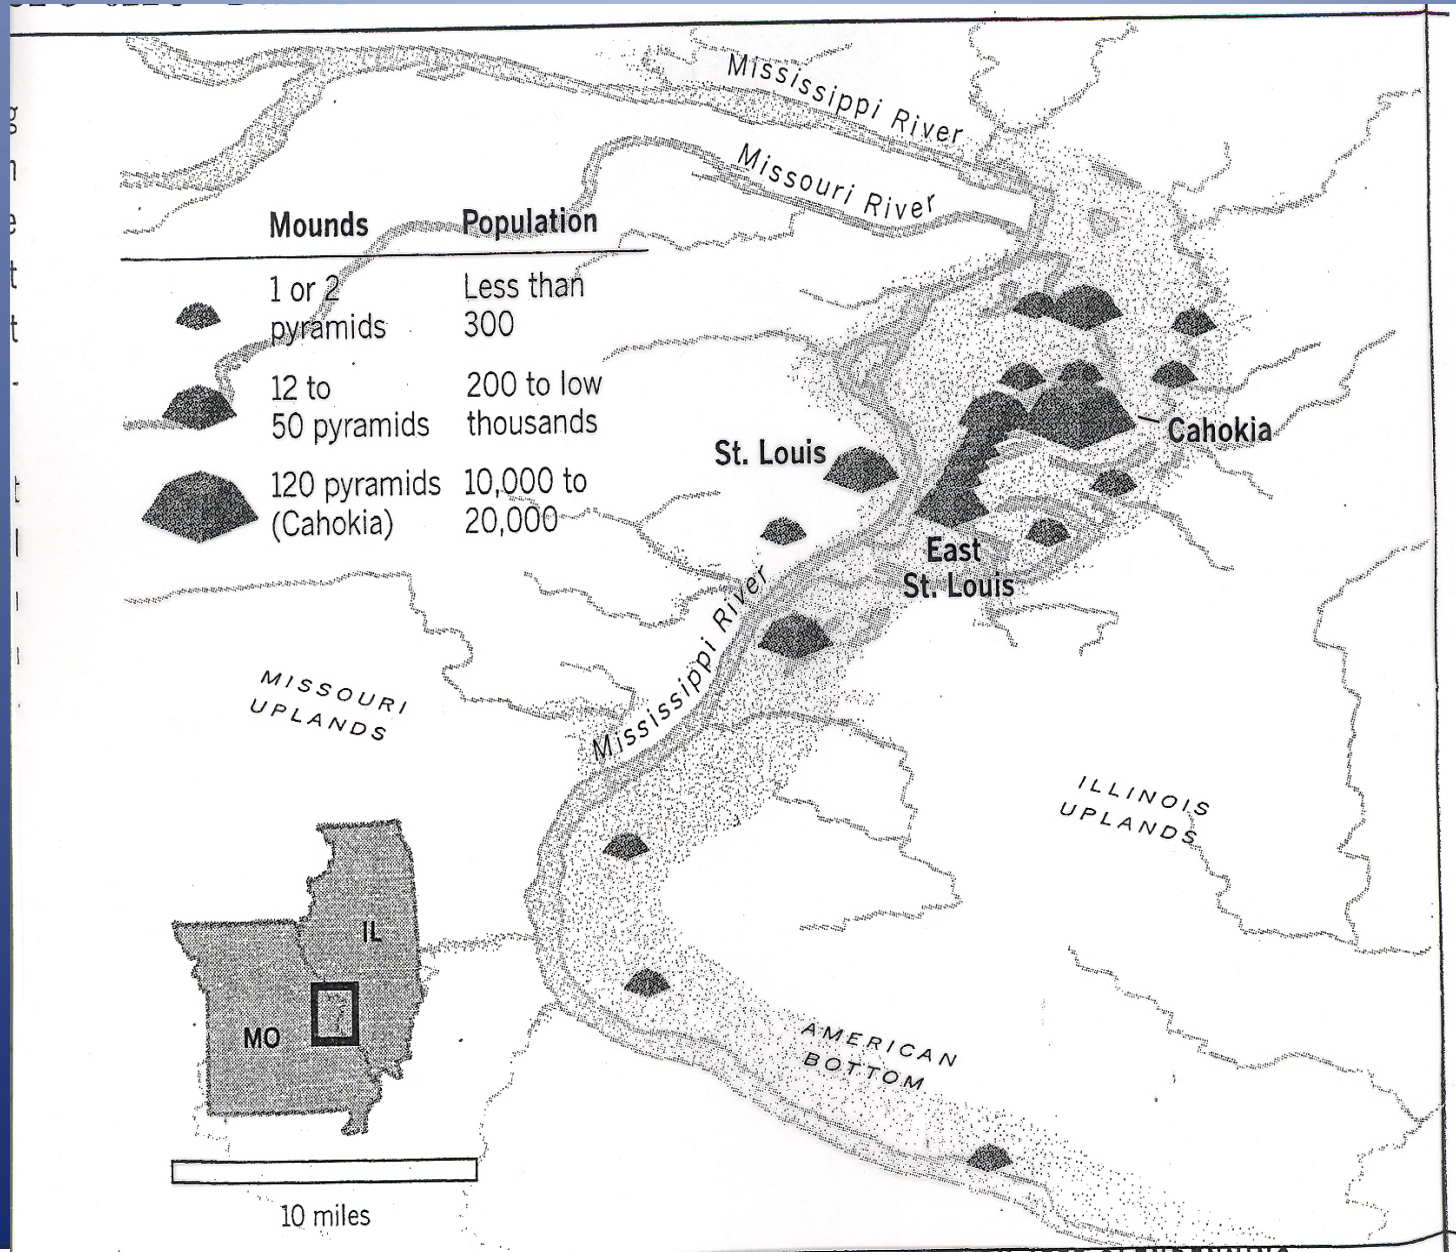 Mississippi River
Missouri River
Mounds Population
1 or 2 Less than
pyramids 300
12 to 200 to low
50 pyramids thousands
120 pyramids 10,000 to
(Cahokia) 20,000
St. Louis
Cahokia
East
St. Louis
Mississippi River
MISSOURI
UPLANDS
ILLINOIS
UPLANDS
IL
MO
AMERICAN
BOTTOM
10 miles